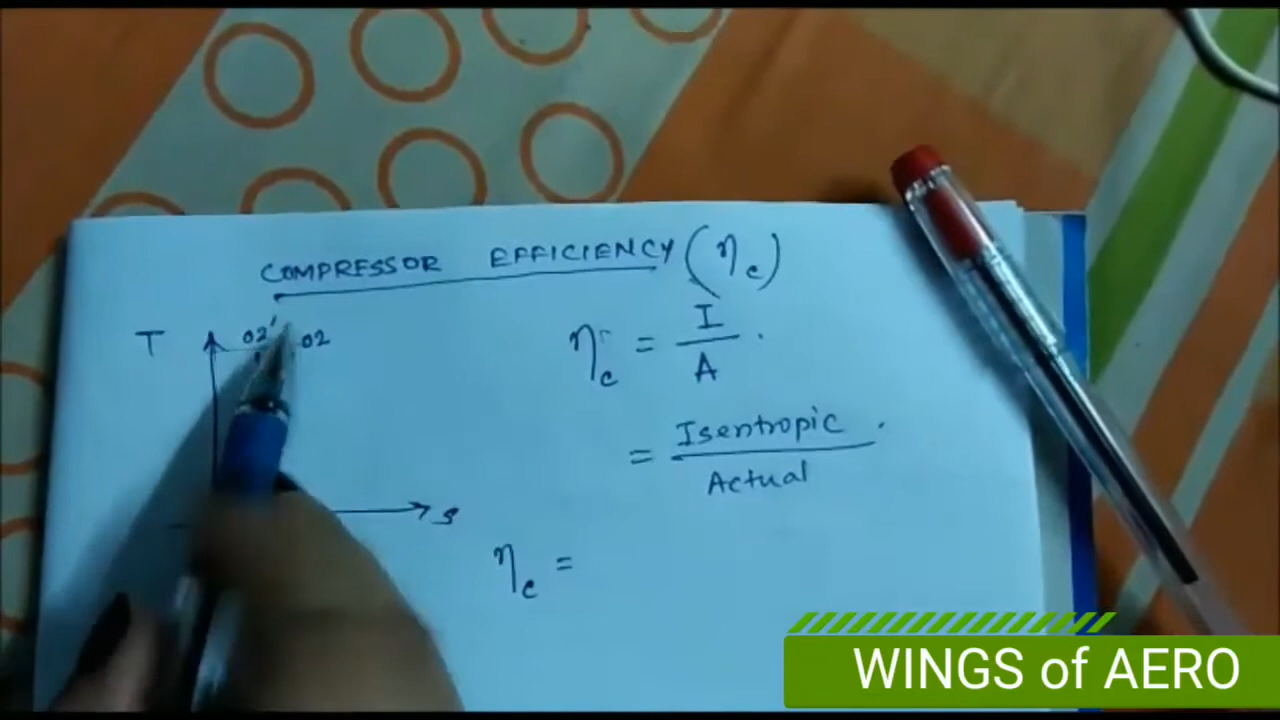 COMPRESSOR EFFICIENCY (ηc)
T 02' 02
ηc = I / A .
= Isentropic / Actual .
s
ηc =
WINGS of AERO